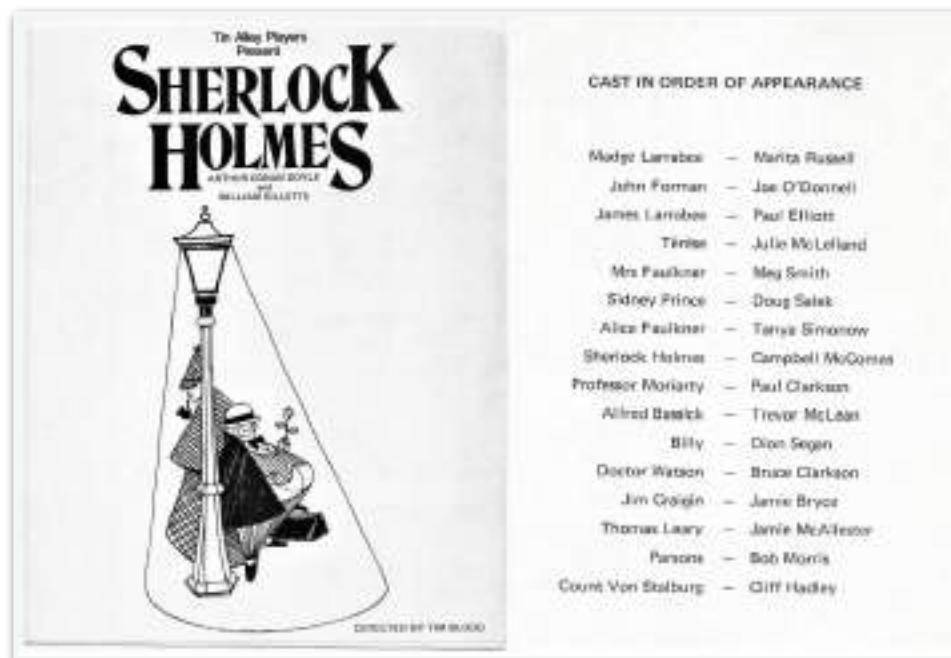 Tin Alley Players
Present
SHERLOCK
HOLMES
ARTHUR CONAN DOYLE
and
WILLIAM GILLETTE
DIRECTED BY TIM BLOOD
CAST IN ORDER OF APPEARANCE
Madge Larrabee – Marita Russell
John Forman – Joe O'Donnell
James Larrabee – Paul Elliott
Térèse – Julie McLelland
Mrs Faulkner – Meg Smith
Sidney Prince – Doug Salek
Alice Faulkner – Tanya Simonow
Sherlock Holmes – Campbell McComas
Professor Moriarty – Paul Clarkson
Alfred Bassick – Trevor McLean
Billy – Dion Segan
Doctor Watson – Bruce Clarkson
Jim Craigin – Jamie Bryce
Thomas Leary – Jamie McAllester
Parsons – Bob Morris
Count Von Stalburg – Cliff Hadley